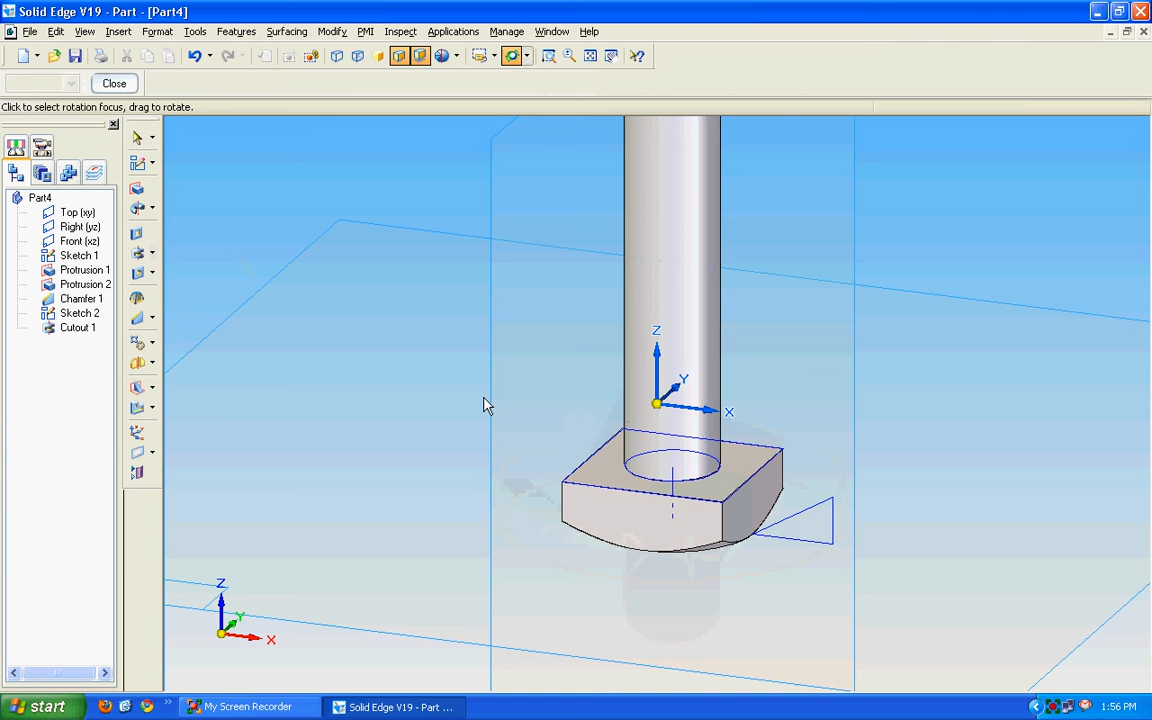 Solid Edge V19 - Part - [Part4]
File Edit View Insert Format Tools Features Surfacing Modify PMI Inspect Applications Manage Window Help
Close
Click to select rotation focus, drag to rotate.
Part4
Top (xy)
Right (yz)
Front (xz)
Sketch 1
Protrusion 1
Protrusion 2
Chamfer 1
Sketch 2
Cutout 1
Z
Y
X
Z
Y
X
start
My Screen Recorder
Solid Edge V19 - Part ...
1:56 PM